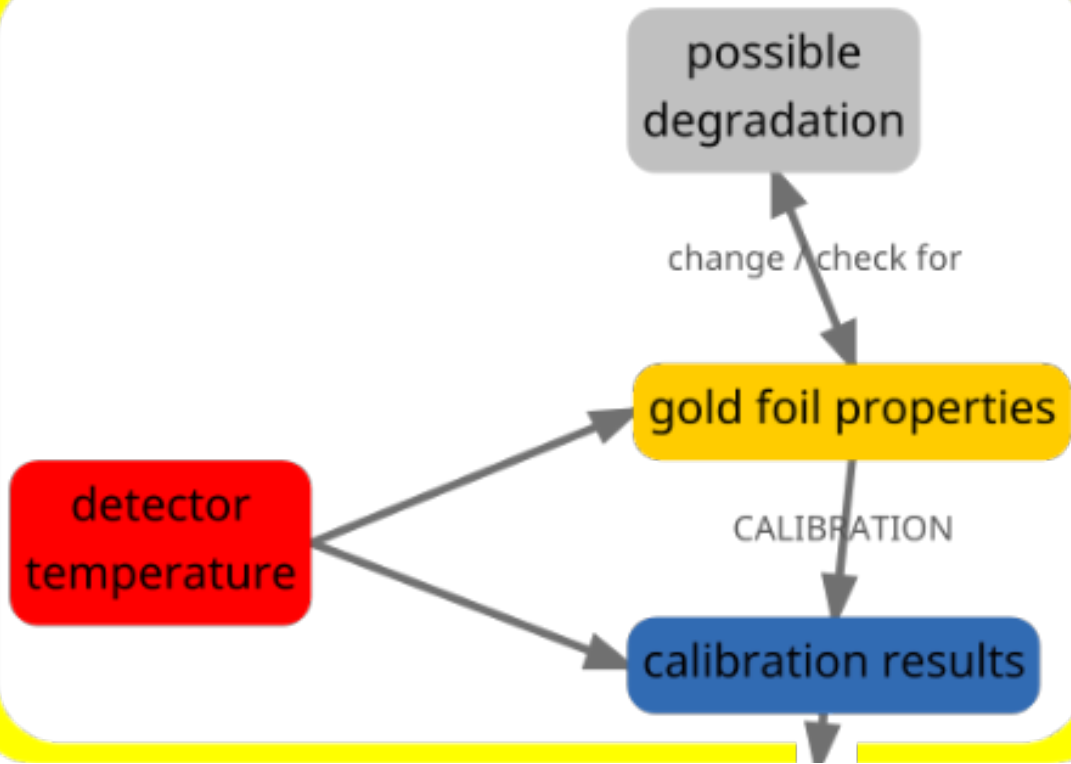 possible
degradation
change / check for
gold foil properties
detector
temperature
CALIBRATION
calibration results